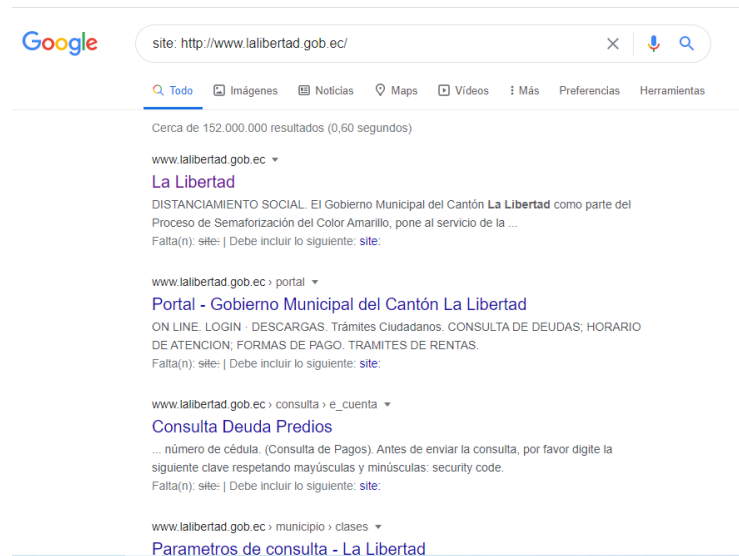 Google
site: http://www.lalibertad.gob.ec/
Todo Imágenes Noticias Maps Vídeos Más Preferencias Herramientas
Cerca de 152.000.000 resultados (0,60 segundos)
www.lalibertad.gob.ec
La Libertad
DISTANCIAMIENTO SOCIAL. El Gobierno Municipal del Cantón La Libertad como parte del
Proceso de Semaforización del Color Amarillo, pone al servicio de la ...
Falta(n): site: | Debe incluir lo siguiente: site:
www.lalibertad.gob.ec › portal
Portal - Gobierno Municipal del Cantón La Libertad
ON LINE. LOGIN · DESCARGAS. Trámites Ciudadanos. CONSULTA DE DEUDAS; HORARIO
DE ATENCION; FORMAS DE PAGO. TRAMITES DE RENTAS.
Falta(n): site: | Debe incluir lo siguiente: site:
www.lalibertad.gob.ec › consulta › e_cuenta
Consulta Deuda Predios
... número de cédula. (Consulta de Pagos). Antes de enviar la consulta, por favor digite la
siguiente clave respetando mayúsculas y minúsculas: security code.
Falta(n): site: | Debe incluir lo siguiente: site:
www.lalibertad.gob.ec › municipio › clases
Parametros de consulta - La Libertad